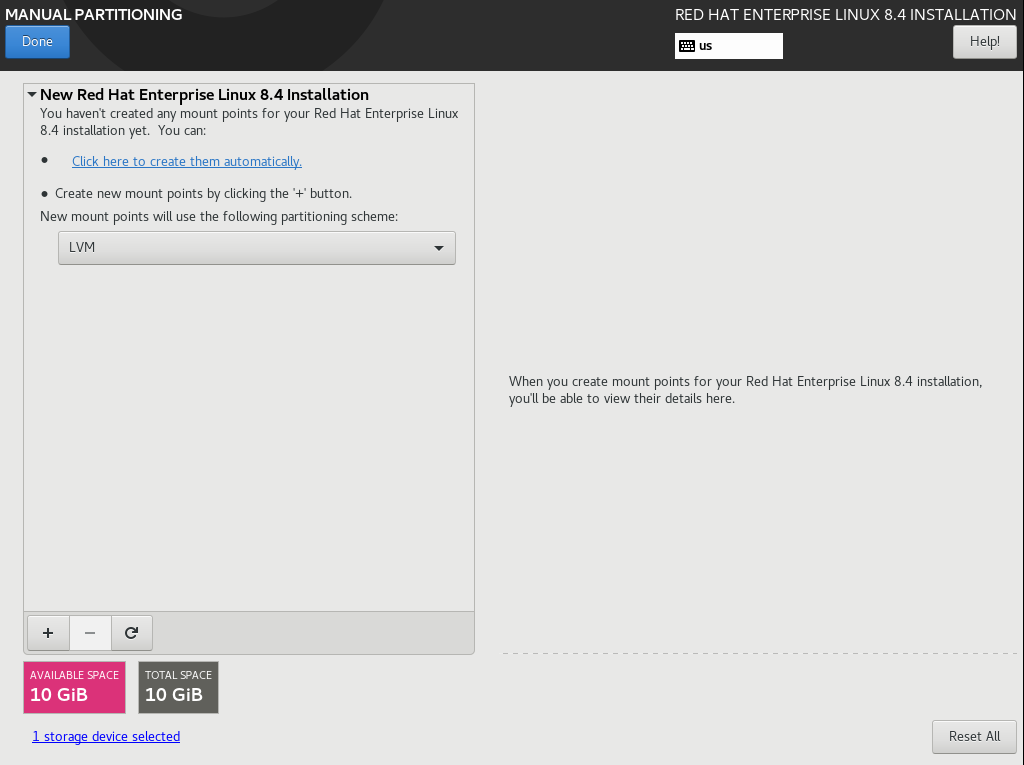 MANUAL PARTITIONING
RED HAT ENTERPRISE LINUX 8.4 INSTALLATION
Done
us
Help!
New Red Hat Enterprise Linux 8.4 Installation
You haven't created any mount points for your Red Hat Enterprise Linux
8.4 installation yet.  You can:
• Click here to create them automatically.
• Create new mount points by clicking the '+' button.
New mount points will use the following partitioning scheme:
LVM
When you create mount points for your Red Hat Enterprise Linux 8.4 installation,
you'll be able to view their details here.
+ −
AVAILABLE SPACE
10 GiB
TOTAL SPACE
10 GiB
1 storage device selected
Reset All